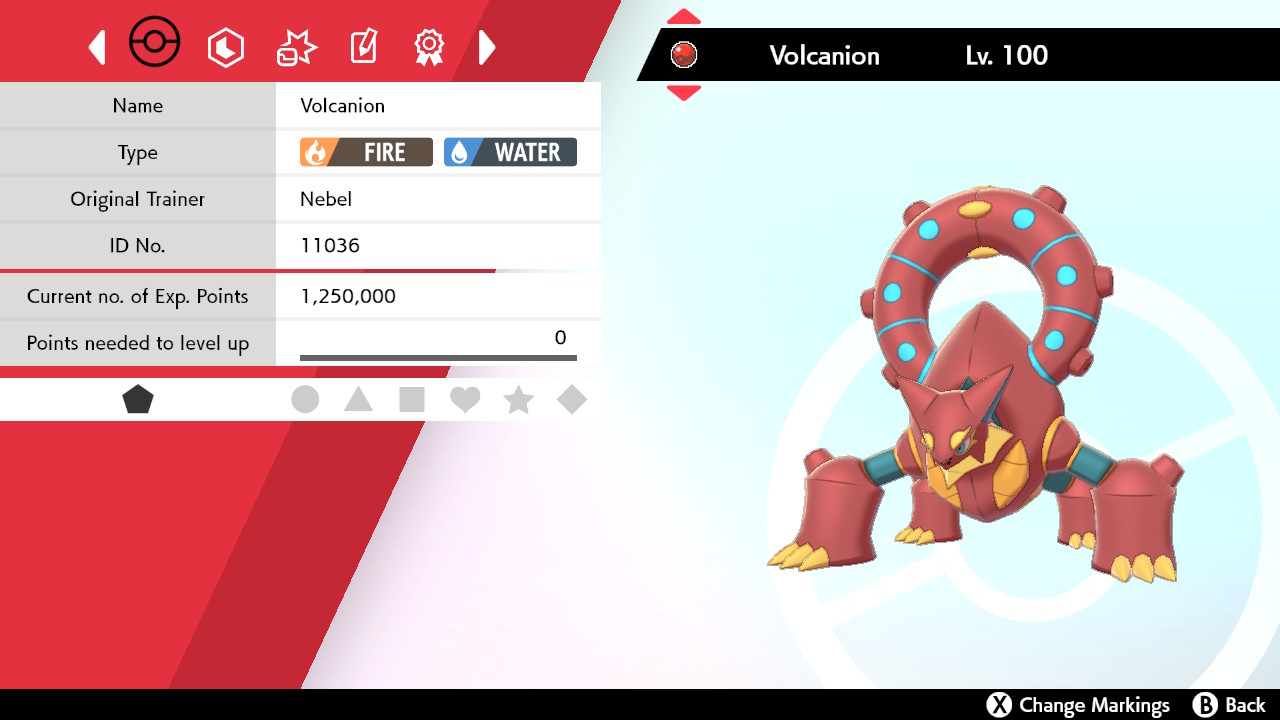 Volcanion Lv. 100
Name Volcanion
Type FIRE WATER
Original Trainer Nebel
ID No. 11036
Current no. of Exp. Points 1,250,000
Points needed to level up 0
X Change Markings B Back